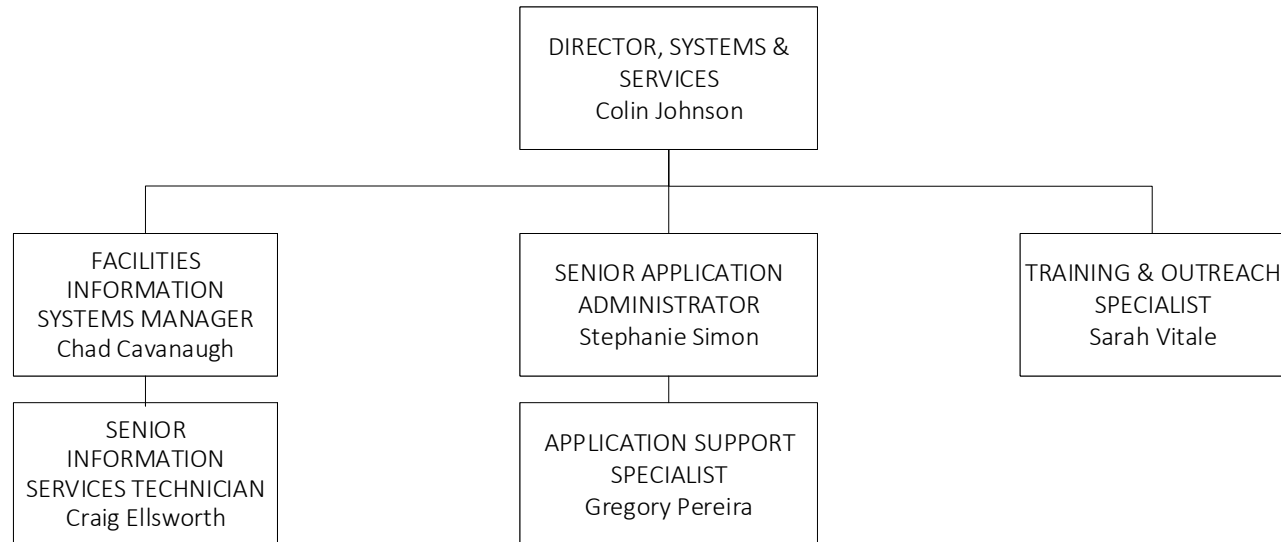 DIRECTOR, SYSTEMS &
SERVICES
Colin Johnson
FACILITIES
INFORMATION
SYSTEMS MANAGER
Chad Cavanaugh
SENIOR APPLICATION
ADMINISTRATOR
Stephanie Simon
TRAINING & OUTREACH
SPECIALIST
Sarah Vitale
SENIOR
INFORMATION
SERVICES TECHNICIAN
Craig Ellsworth
APPLICATION SUPPORT
SPECIALIST
Gregory Pereira